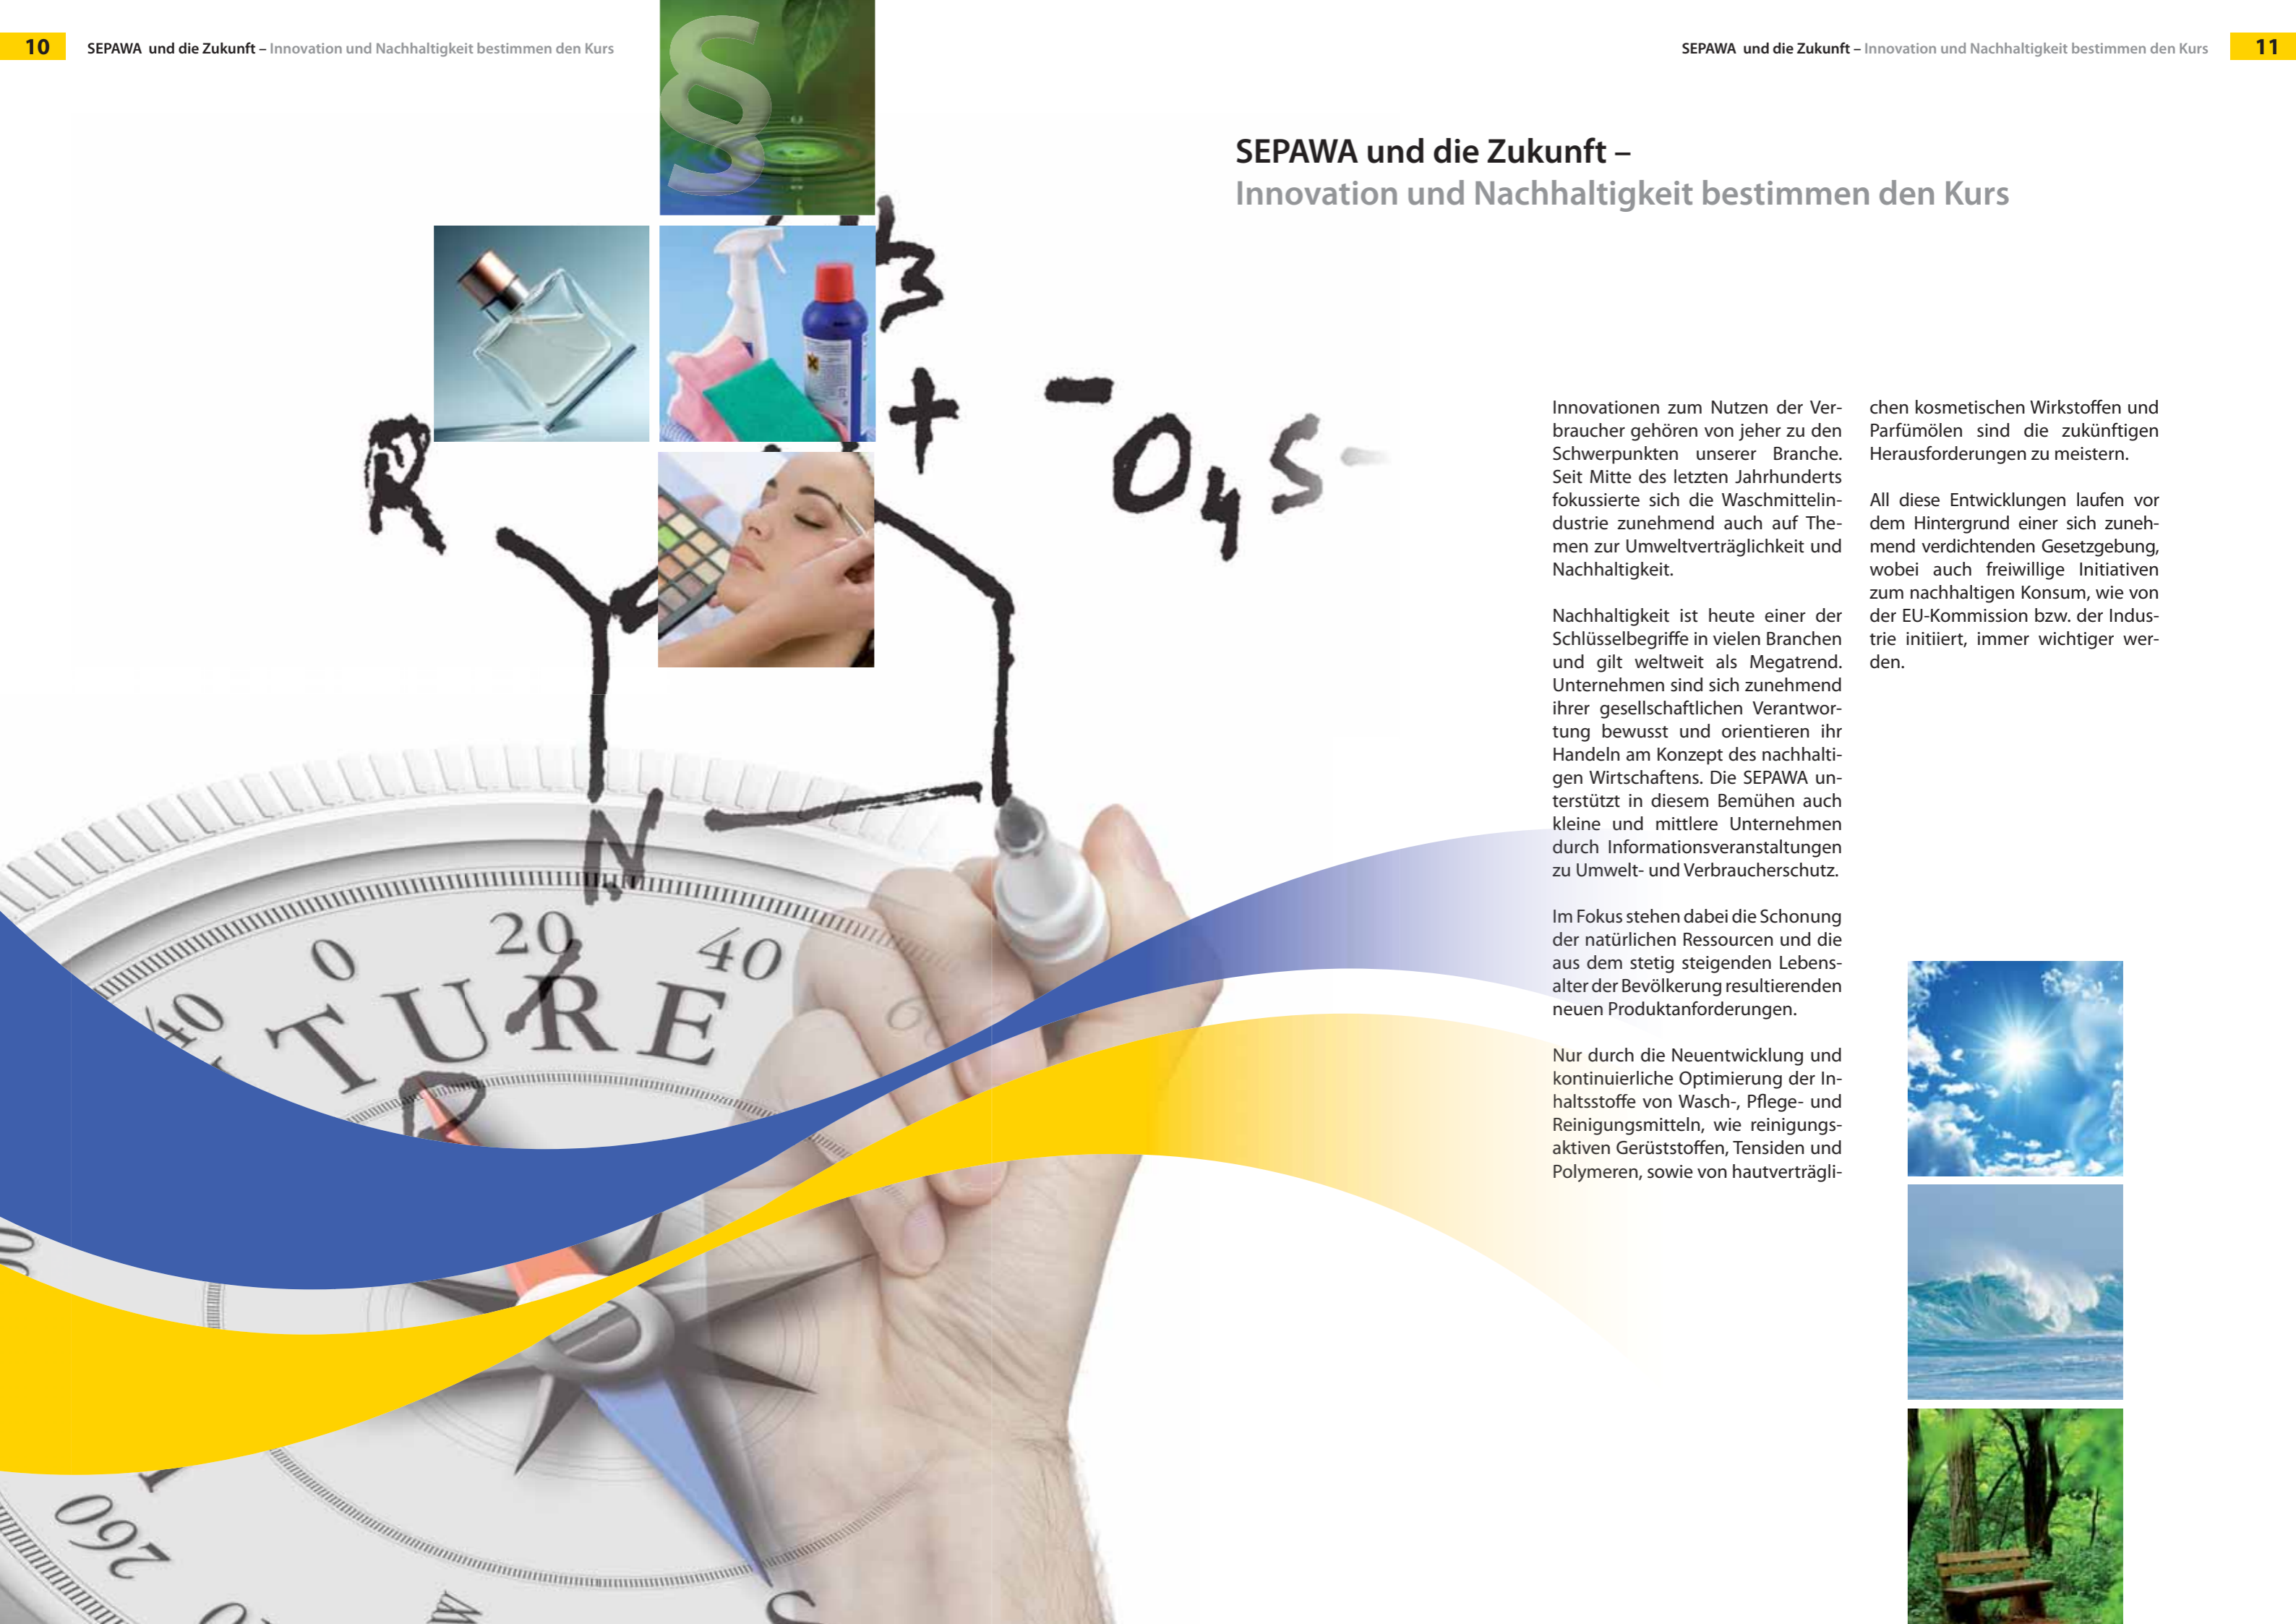 10
SEPAWA und die Zukunft – Innovation und Nachhaltigkeit bestimmen den Kurs
SEPAWA und die Zukunft – Innovation und Nachhaltigkeit bestimmen den Kurs
11
§
SEPAWA und die Zukunft –
Innovation und Nachhaltigkeit bestimmen den Kurs
3
+ -O4S-
R
N
0 20 40
TURE
260
W
S
Innovationen zum Nutzen der Ver-
braucher gehören von jeher zu den
Schwerpunkten unserer Branche.
Seit Mitte des letzten Jahrhunderts
fokussierte sich die Waschmittelin-
dustrie zunehmend auch auf The-
men zur Umweltverträglichkeit und
Nachhaltigkeit.
Nachhaltigkeit ist heute einer der
Schlüsselbegriffe in vielen Branchen
und gilt weltweit als Megatrend.
Unternehmen sind sich zunehmend
ihrer gesellschaftlichen Verantwor-
tung bewusst und orientieren ihr
Handeln am Konzept des nachhalti-
gen Wirtschaftens. Die SEPAWA un-
terstützt in diesem Bemühen auch
kleine und mittlere Unternehmen
durch Informationsveranstaltungen
zu Umwelt- und Verbraucherschutz.
Im Fokus stehen dabei die Schonung
der natürlichen Ressourcen und die
aus dem stetig steigenden Lebens-
alter der Bevölkerung resultierenden
neuen Produktanforderungen.
Nur durch die Neuentwicklung und
kontinuierliche Optimierung der In-
haltsstoffe von Wasch-, Pflege- und
Reinigungsmitteln, wie reinigungs-
aktiven Gerüststoffen, Tensiden und
Polymeren, sowie von hautverträgli-
chen kosmetischen Wirkstoffen und
Parfümölen sind die zukünftigen
Herausforderungen zu meistern.
All diese Entwicklungen laufen vor
dem Hintergrund einer sich zuneh-
mend verdichtenden Gesetzgebung,
wobei auch freiwillige Initiativen
zum nachhaltigen Konsum, wie von
der EU-Kommission bzw. der Indus-
trie initiiert, immer wichtiger wer-
den.